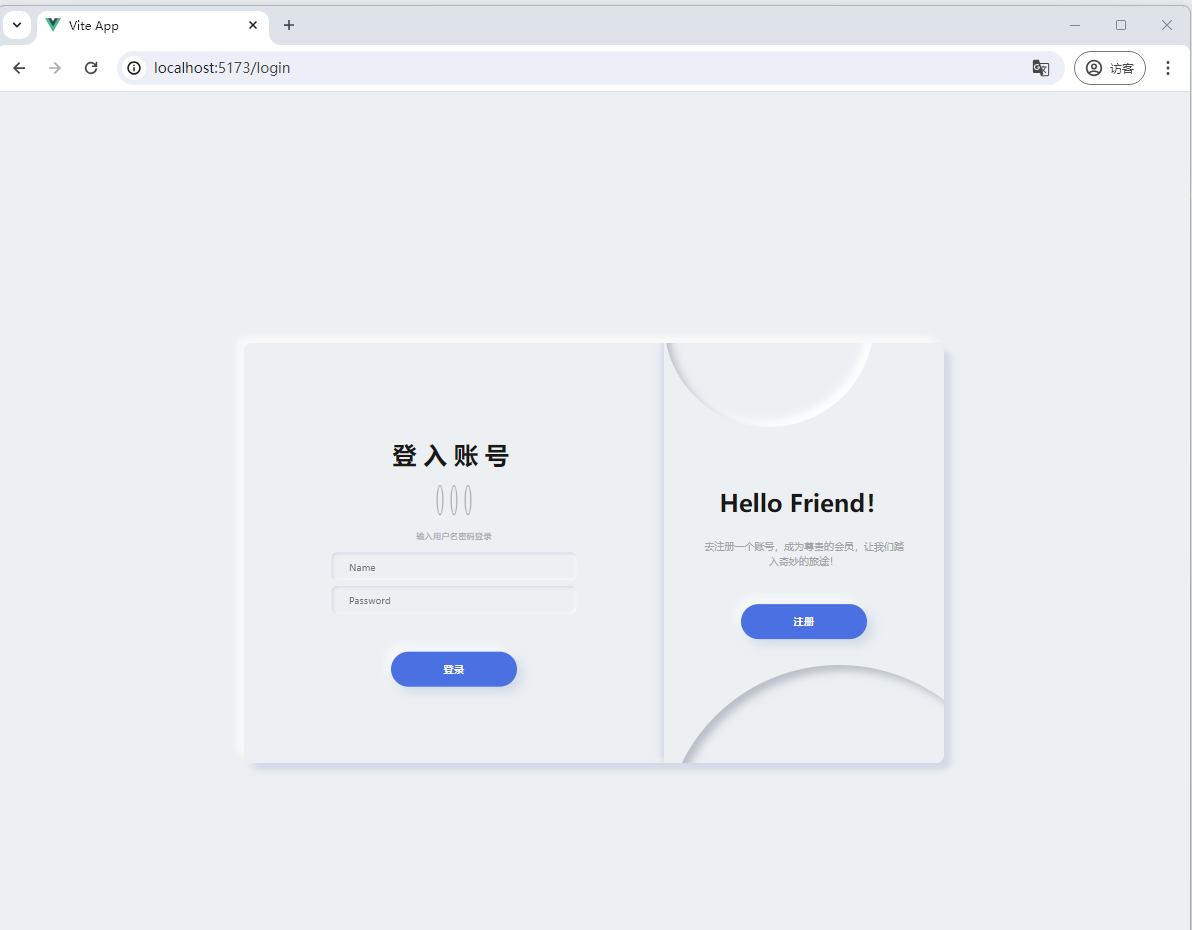 Vite App
localhost:5173/login
访客
登入账号
输入用户名密码登录
Name
Password
登录
Hello Friend!
去注册一个账号，成为尊贵的会员，让我们踏
入奇妙的旅途！
注册